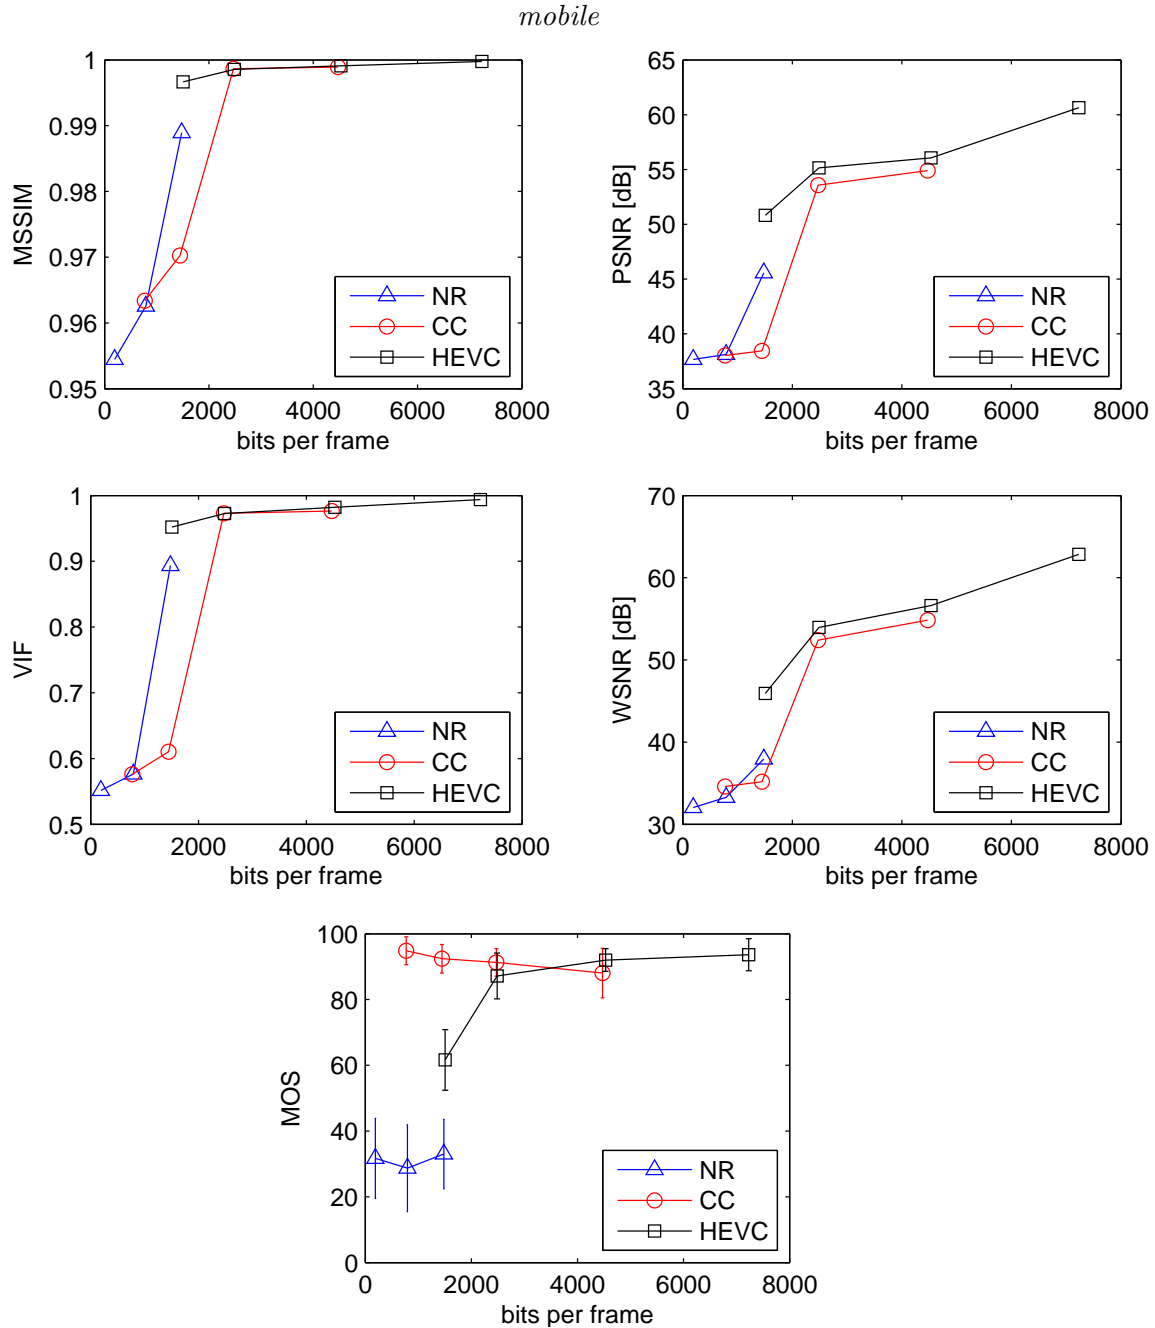 mobile
1
0.99
0.98
0.97
0.96
0.95
MSSIM
NR
CC
HEVC
0 2000 4000 6000 8000
bits per frame
65
60
55
50
45
40
35
PSNR [dB]
NR
CC
HEVC
0 2000 4000 6000 8000
bits per frame
1
0.9
0.8
0.7
0.6
0.5
VIF
NR
CC
HEVC
0 2000 4000 6000 8000
bits per frame
70
60
50
40
30
WSNR [dB]
NR
CC
HEVC
0 2000 4000 6000 8000
bits per frame
100
80
60
40
20
0
MOS
NR
CC
HEVC
0 2000 4000 6000 8000
bits per frame